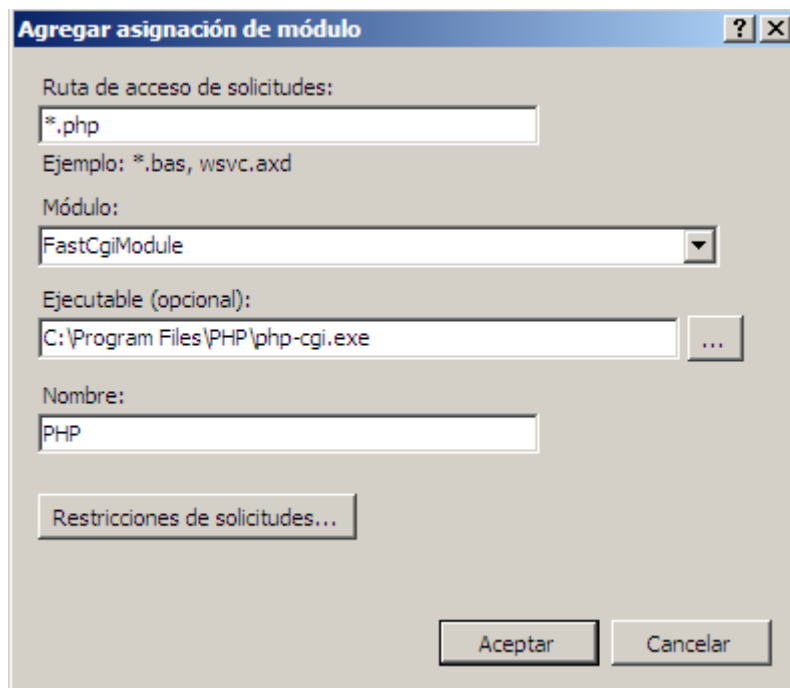 Agregar asignación de módulo
Ruta de acceso de solicitudes:
*.php
Ejemplo: *.bas, wsvc.axd
Módulo:
FastCgiModule
Ejecutable (opcional):
C:\Program Files\PHP\php-cgi.exe
...
Nombre:
PHP
Restricciones de solicitudes...
Aceptar Cancelar